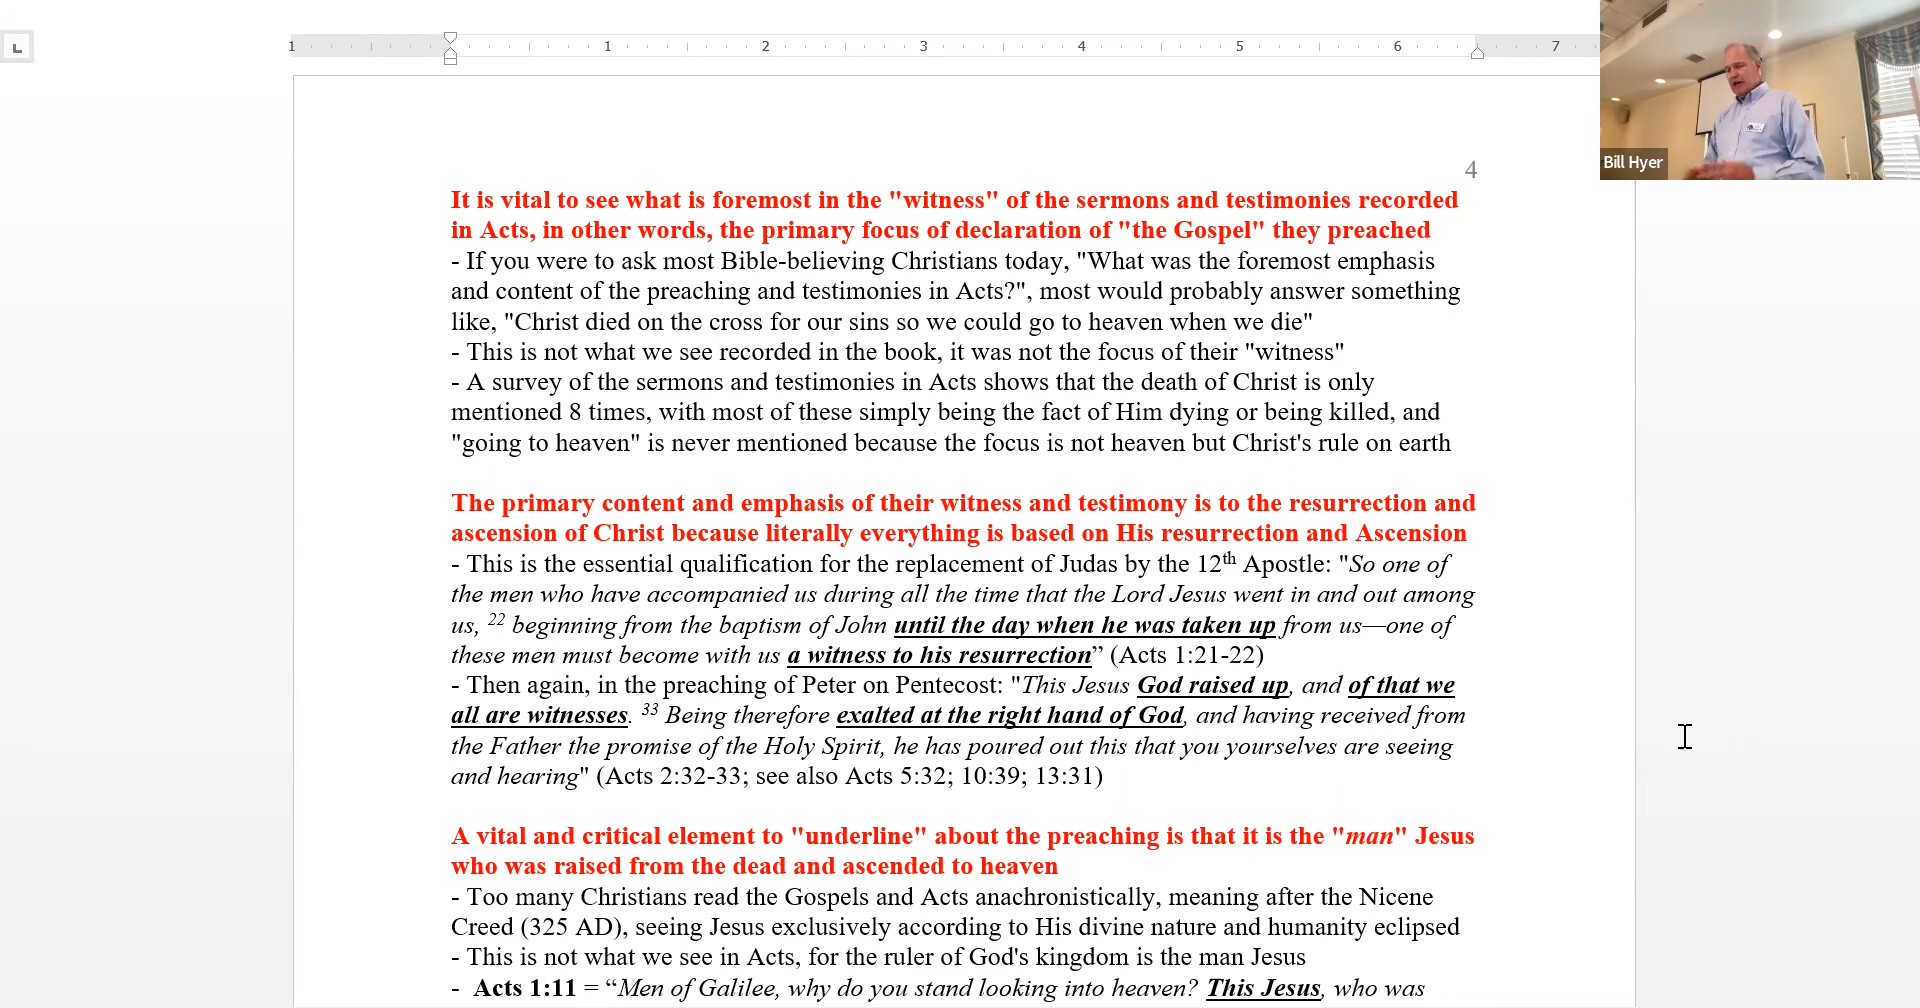 1 1 2 3 4 5 6 7
Bill Hyer
4
It is vital to see what is foremost in the "witness" of the sermons and testimonies recorded
in Acts, in other words, the primary focus of declaration of "the Gospel" they preached
- If you were to ask most Bible-believing Christians today, "What was the foremost emphasis
and content of the preaching and testimonies in Acts?", most would probably answer something
like, "Christ died on the cross for our sins so we could go to heaven when we die"
- This is not what we see recorded in the book, it was not the focus of their "witness"
- A survey of the sermons and testimonies in Acts shows that the death of Christ is only
mentioned 8 times, with most of these simply being the fact of Him dying or being killed, and
"going to heaven" is never mentioned because the focus is not heaven but Christ's rule on earth
The primary content and emphasis of their witness and testimony is to the resurrection and
ascension of Christ because literally everything is based on His resurrection and Ascension
- This is the essential qualification for the replacement of Judas by the 12th Apostle: "So one of
the men who have accompanied us during all the time that the Lord Jesus went in and out among
us, 22 beginning from the baptism of John until the day when he was taken up from us—one of
these men must become with us a witness to his resurrection” (Acts 1:21-22)
- Then again, in the preaching of Peter on Pentecost: "This Jesus God raised up, and of that we
all are witnesses. 33 Being therefore exalted at the right hand of God, and having received from
the Father the promise of the Holy Spirit, he has poured out this that you yourselves are seeing
and hearing" (Acts 2:32-33; see also Acts 5:32; 10:39; 13:31)
A vital and critical element to "underline" about the preaching is that it is the "man" Jesus
who was raised from the dead and ascended to heaven
- Too many Christians read the Gospels and Acts anachronistically, meaning after the Nicene
Creed (325 AD), seeing Jesus exclusively according to His divine nature and humanity eclipsed
- This is not what we see in Acts, for the ruler of God's kingdom is the man Jesus
- Acts 1:11 = “Men of Galilee, why do you stand looking into heaven? This Jesus, who was